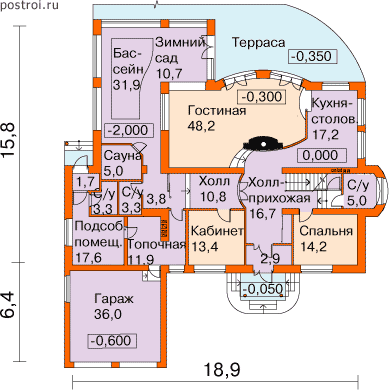 postroi.ru
Бас-
сейн
31,9
Зимний
сад
10,7
Терраса
-0,350
Гостиная
48,2
-0,300
Кухня-
столов.
17,2
-2,000
0,000
Сауна
5,0
1,7
С/у
3,3
С/у
3,3
3,8
Холл
10,8
Холл-
прихожая
16,7
С/у
5,0
Подсоб.
помещ.
17,6
Топочная
11,9
Кабинет
13,4
2,9
Спальня
14,2
-0,050
Гараж
36,0
-0,600
15,8
6,4
18,9